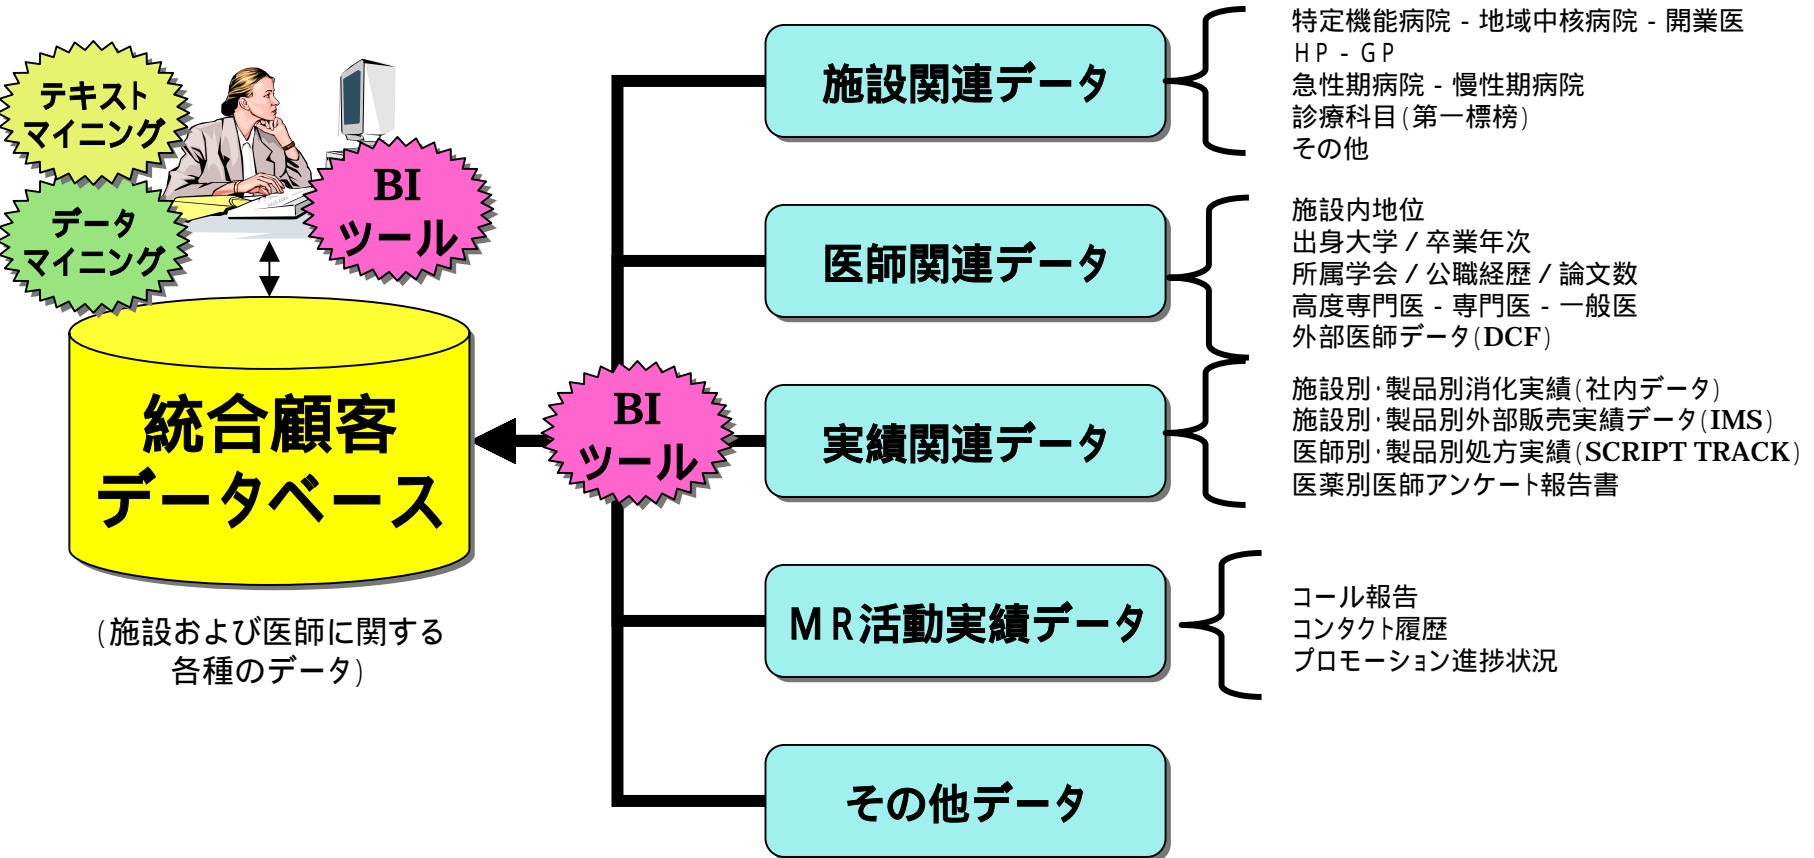 テキスト
マイニング
データ
マイニング
BI
ツール
統合顧客
データベース
(施設および医師に関する
各種のデータ)
BI
ツール
施設関連データ
特定機能病院 - 地域中核病院 - 開業医
HP - GP
急性期病院 - 慢性期病院
診療科目(第一標榜)
その他
医師関連データ
施設内地位
出身大学 / 卒業年次
所属学会 / 公職経歴 / 論文数
高度専門医 - 専門医 - 一般医
外部医師データ(DCF)
実績関連データ
施設別・製品別消化実績(社内データ)
施設別・製品別外部販売実績データ(IMS)
医師別・製品別処方実績(SCRIPT TRACK)
医薬別医師アンケート報告書
MR活動実績データ
コール報告
コンタクト履歴
プロモーション進捗状況
その他データ